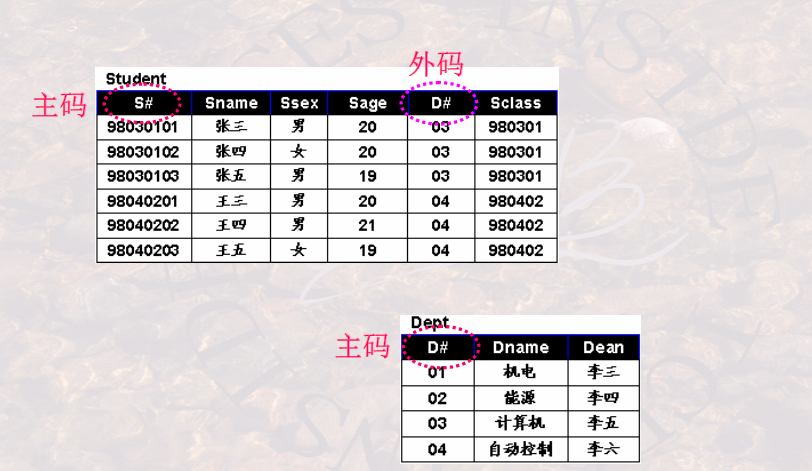 外码
Student
主码
S# Sname Ssex Sage D# Sclass
98030101 张三 男 20 03 980301
98030102 张四 女 20 03 980301
98030103 张五 男 19 03 980301
98040201 王三 男 20 04 980402
98040202 王四 男 21 04 980402
98040203 王五 女 19 04 980402
Dept
主码
D# Dname Dean
01 机电 李三
02 能源 李四
03 计算机 李五
04 自动控制 李六